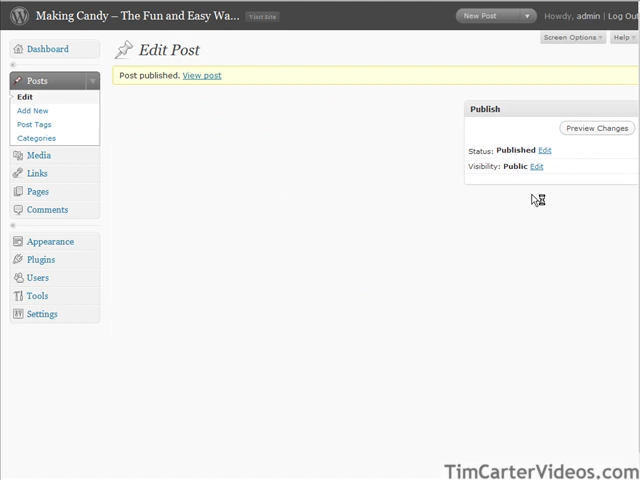 Making Candy – The Fun and Easy Wa... Visit Site New Post Howdy, admin | Log Out
Screen Options Help
Dashboard
Edit Post
Post published. View post
Posts
Edit
Add New
Post Tags
Categories
Media
Links
Pages
Comments
Appearance
Plugins
Users
Tools
Settings
Publish
Preview Changes
Status: Published Edit
Visibility: Public Edit
TimCarterVideos.com